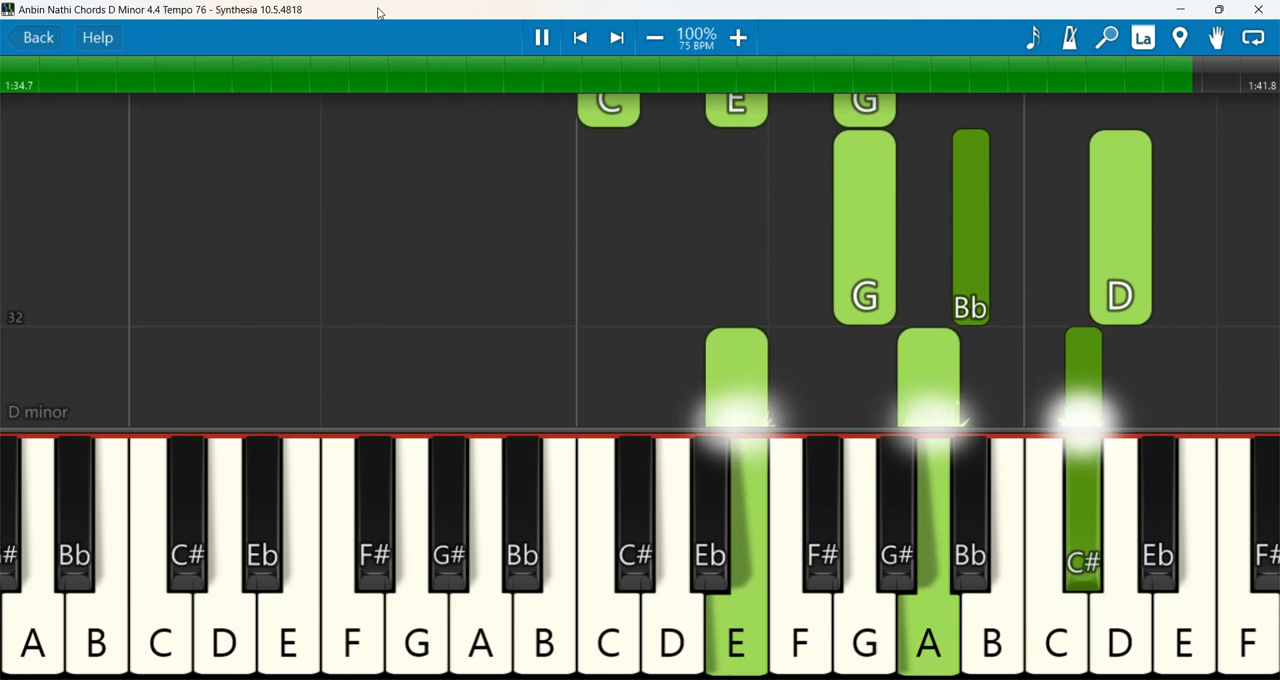 Anbin Nathi Chords D Minor 4.4 Tempo 76 - Synthesia 10.5.4818
Back Help 100% La
75 BPM
1:34.7 1:41.8
C E G
G Bb D
32
D minor
G# Bb C# Eb F# G# Bb C# Eb F# G# Bb C# Eb F#
A B C D E F G A B C D E F G A B C D E F